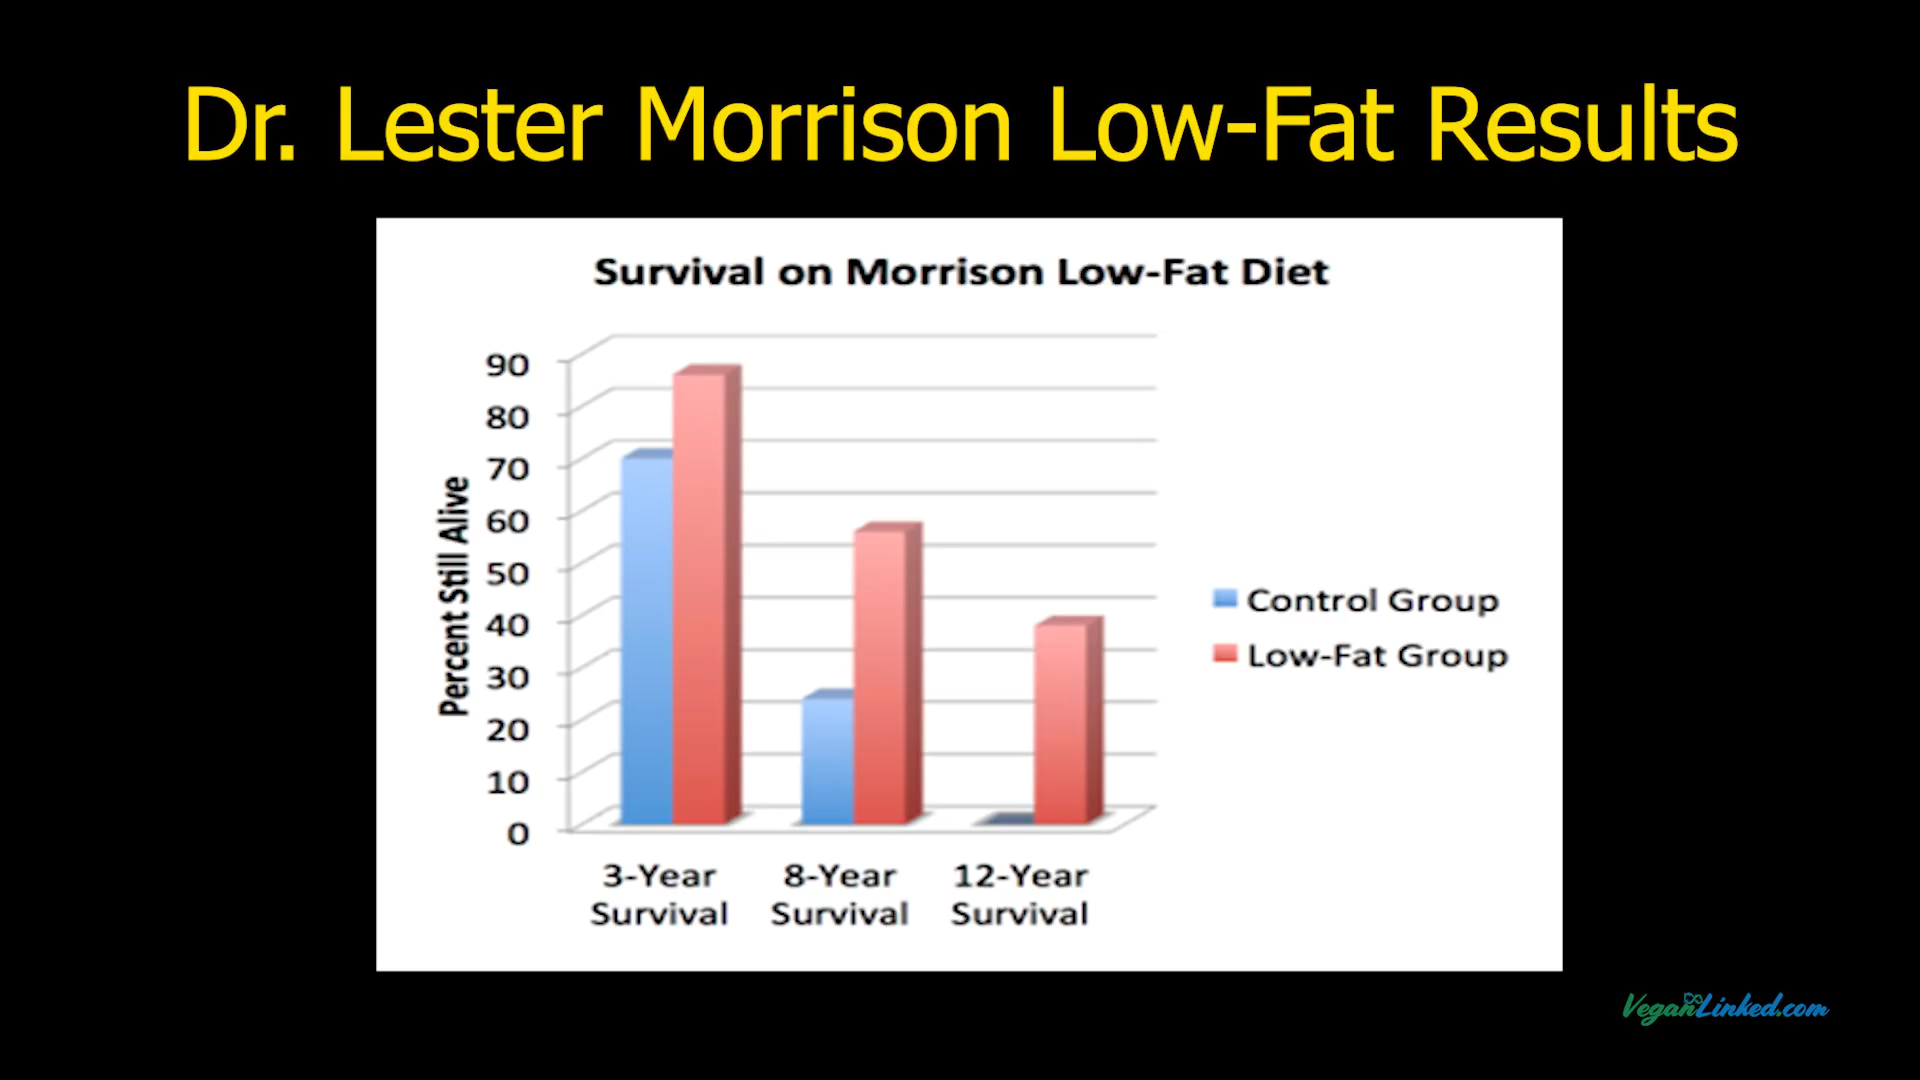 Dr. Lester Morrison Low-Fat Results
Survival on Morrison Low-Fat Diet
Percent Still Alive
90
80
70
60
50
40
30
20
10
0
3-Year Survival
8-Year Survival
12-Year Survival
Control Group
Low-Fat Group
VeganLinked.com